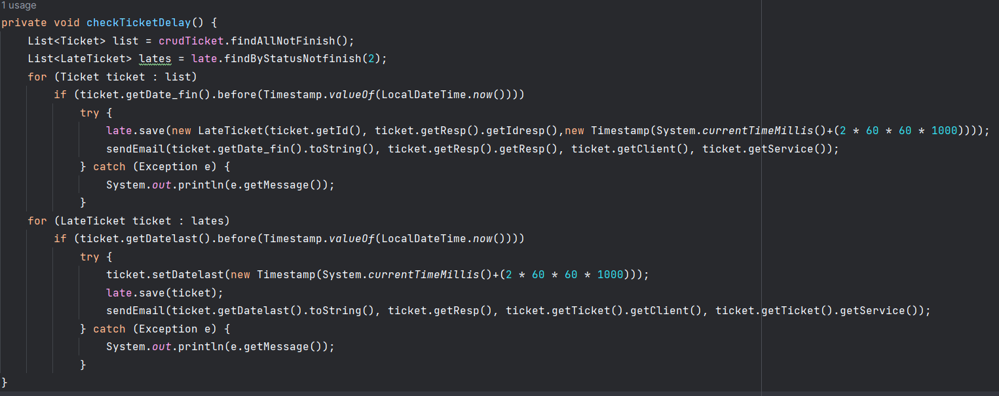 1 usage
private void checkTicketDelay() {
    List<Ticket> list = crudTicket.findAllNotFinish();
    List<LateTicket> lates = late.findByStatusNotfinish(2);
    for (Ticket ticket : list)
        if (ticket.getDate_fin().before(Timestamp.valueOf(LocalDateTime.now())))
            try {
                late.save(new LateTicket(ticket.getId(), ticket.getResp().getIdresp(),new Timestamp(System.currentTimeMillis()+(2 * 60 * 60 * 1000))));
                sendEmail(ticket.getDate_fin().toString(), ticket.getResp().getResp(), ticket.getClient(), ticket.getService());
            } catch (Exception e) {
                System.out.println(e.getMessage());
            }
    for (LateTicket ticket : lates)
        if (ticket.getDatelast().before(Timestamp.valueOf(LocalDateTime.now())))
            try {
                ticket.setDatelast(new Timestamp(System.currentTimeMillis()+(2 * 60 * 60 * 1000)));
                late.save(ticket);
                sendEmail(ticket.getDatelast().toString(), ticket.getResp(), ticket.getTicket().getClient(), ticket.getTicket().getService());
            } catch (Exception e) {
                System.out.println(e.getMessage());
            }
}